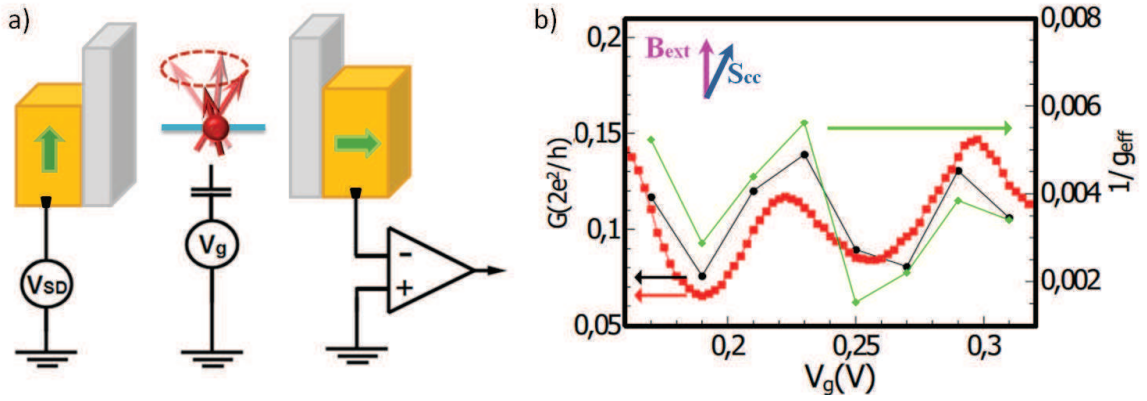 a)
V_SD
V_g
-
+
b)
0,2
0,15
0,1
0,05
G(2e²/h)
B_ext
S_cc
0,008
0,006
0,004
0,002
1/g_eff
0,2
0,25
0,3
V_g(V)